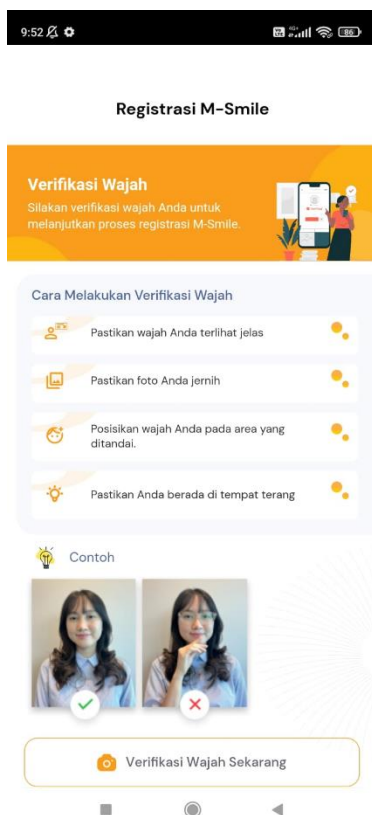 9:52
86
Registrasi M-Smile
Verifikasi Wajah
Silakan verifikasi wajah Anda untuk
melanjutkan proses registrasi M-Smile.
Cara Melakukan Verifikasi Wajah
Pastikan wajah Anda terlihat jelas
Pastikan foto Anda jernih
Posisikan wajah Anda pada area yang
ditandai.
Pastikan Anda berada di tempat terang
Contoh
Verifikasi Wajah Sekarang